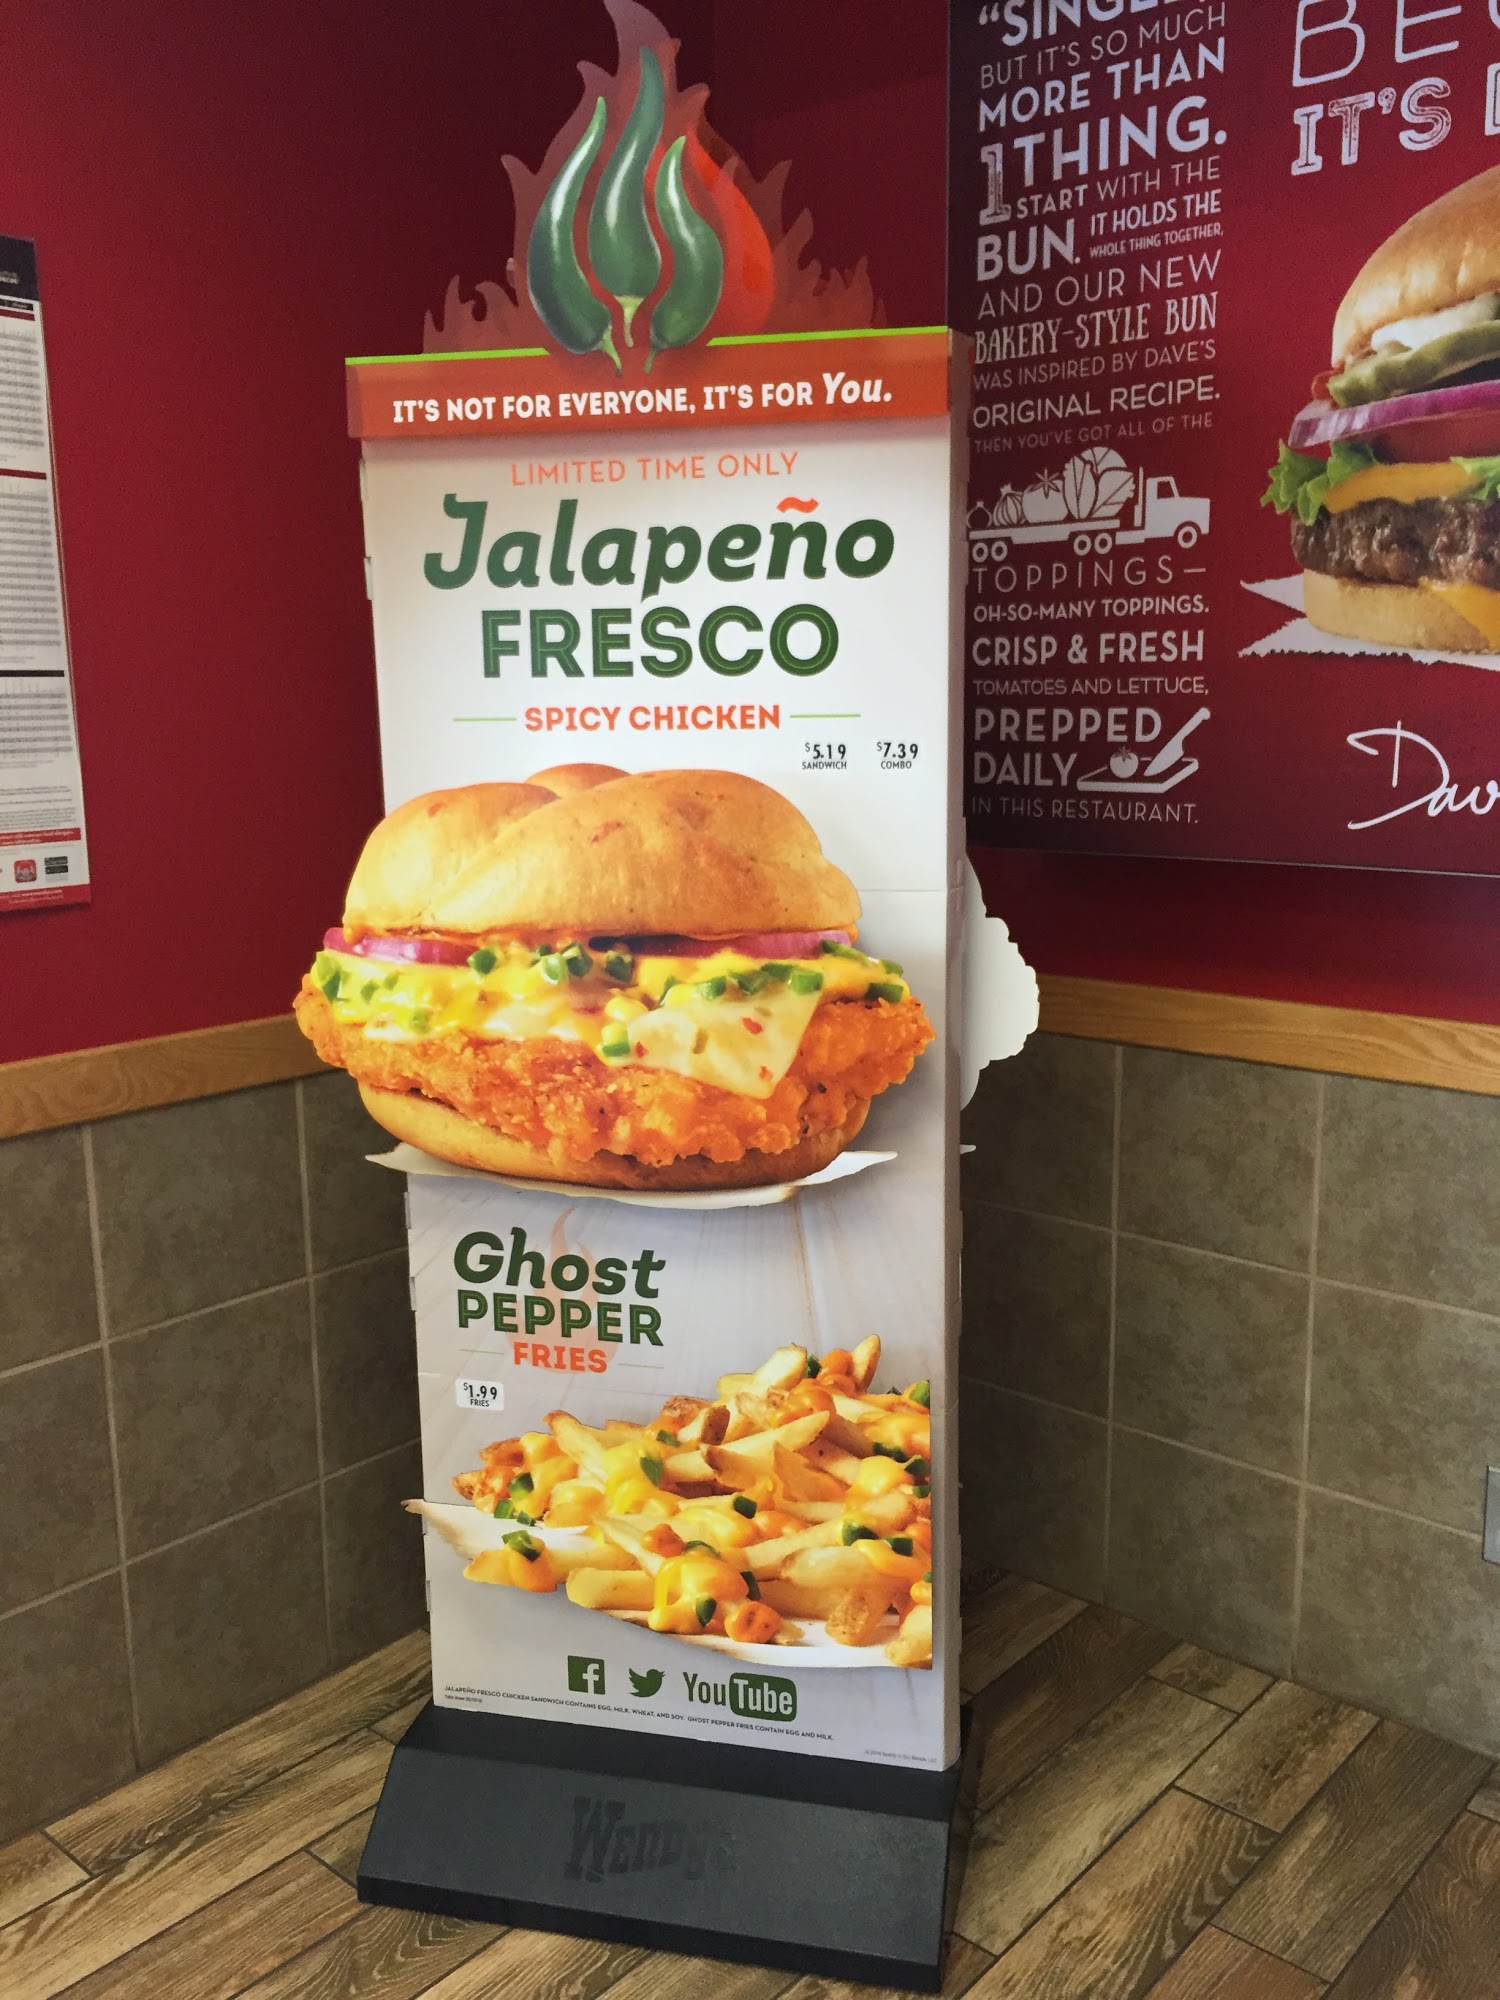 IT'S NOT FOR EVERYONE, IT'S FOR You.
LIMITED TIME ONLY
Jalapeño
FRESCO
SPICY CHICKEN
$5.19 $7.39
SANDWICH COMBO
Ghost
PEPPER
FRIES
$1.99
FRIES
You Tube
JALAPEÑO FRESCO CHICKEN SANDWICH CONTAINS EGG, MILK, WHEAT, AND SOY. GHOST PEPPER FRIES CONTAIN EGG AND MILK.
WENDY'S
"SINGLE,"
BUT IT'S SO MUCH
MORE THAN
1 THING.
START WITH THE
BUN. IT HOLDS THE
WHOLE THING TOGETHER,
AND OUR NEW
BAKERY-STYLE BUN
WAS INSPIRED BY DAVE'S
ORIGINAL RECIPE.
THEN YOU'VE GOT ALL OF THE
TOPPINGS—
OH-SO-MANY TOPPINGS.
CRISP & FRESH
TOMATOES AND LETTUCE,
PREPPED
DAILY
IN THIS RESTAURANT.
IT'S
Dav